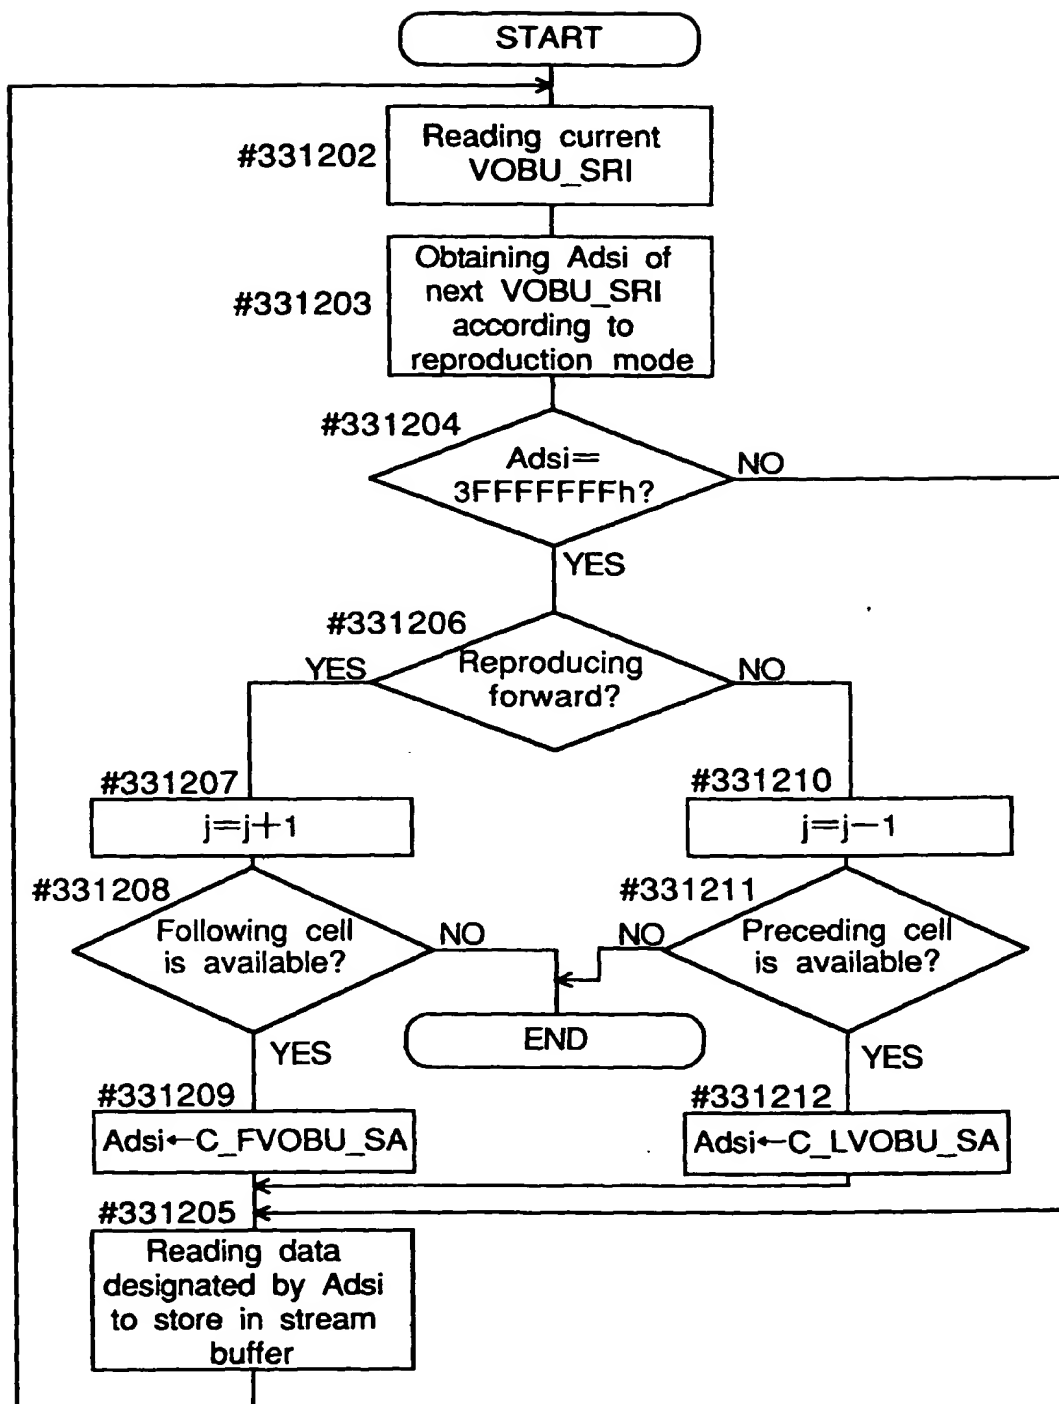 START
#331202
Reading current
VOBU_SRI
#331203
Obtaining Adsi of
next VOBU_SRI
according to
reproduction mode
#331204
Adsi=
3FFFFFFFh?
NO
YES
#331206
Reproducing
forward?
YES
NO
#331207
j=j+1
#331210
j=j-1
#331208
Following cell
is available?
NO
#331211
Preceding cell
is available?
NO
END
YES
YES
#331209
Adsi←C_FVOBU_SA
#331212
Adsi←C_LVOBU_SA
#331205
Reading data
designated by Adsi
to store in stream
buffer